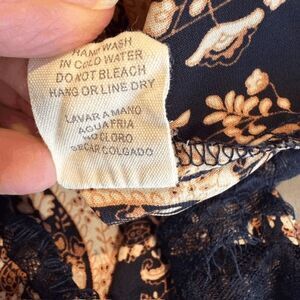 HAND WASH
IN COLD WATER
DO NOT BLEACH
HANG OR LINE DRY
LAVAR A MANO
AGUA FRIA
NO CLORO
SECAR COLGADO